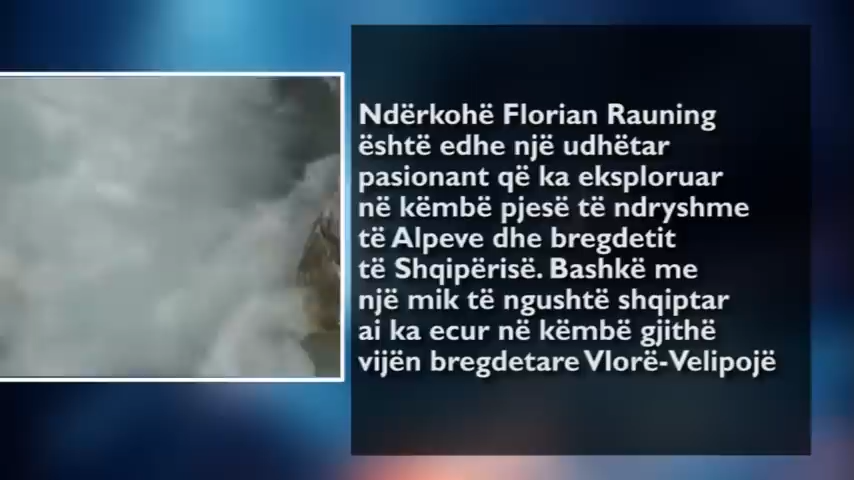 Ndërkohë Florian Rauning
është edhe një udhëtar
pasionant që ka eksploruar
në këmbë pjesë të ndryshme
të Alpeve dhe bregdetit
të Shqipërisë. Bashkë me
një mik të ngushtë shqiptar
ai ka ecur në këmbë gjithë
vijën bregdetare Vlorë-Velipojë